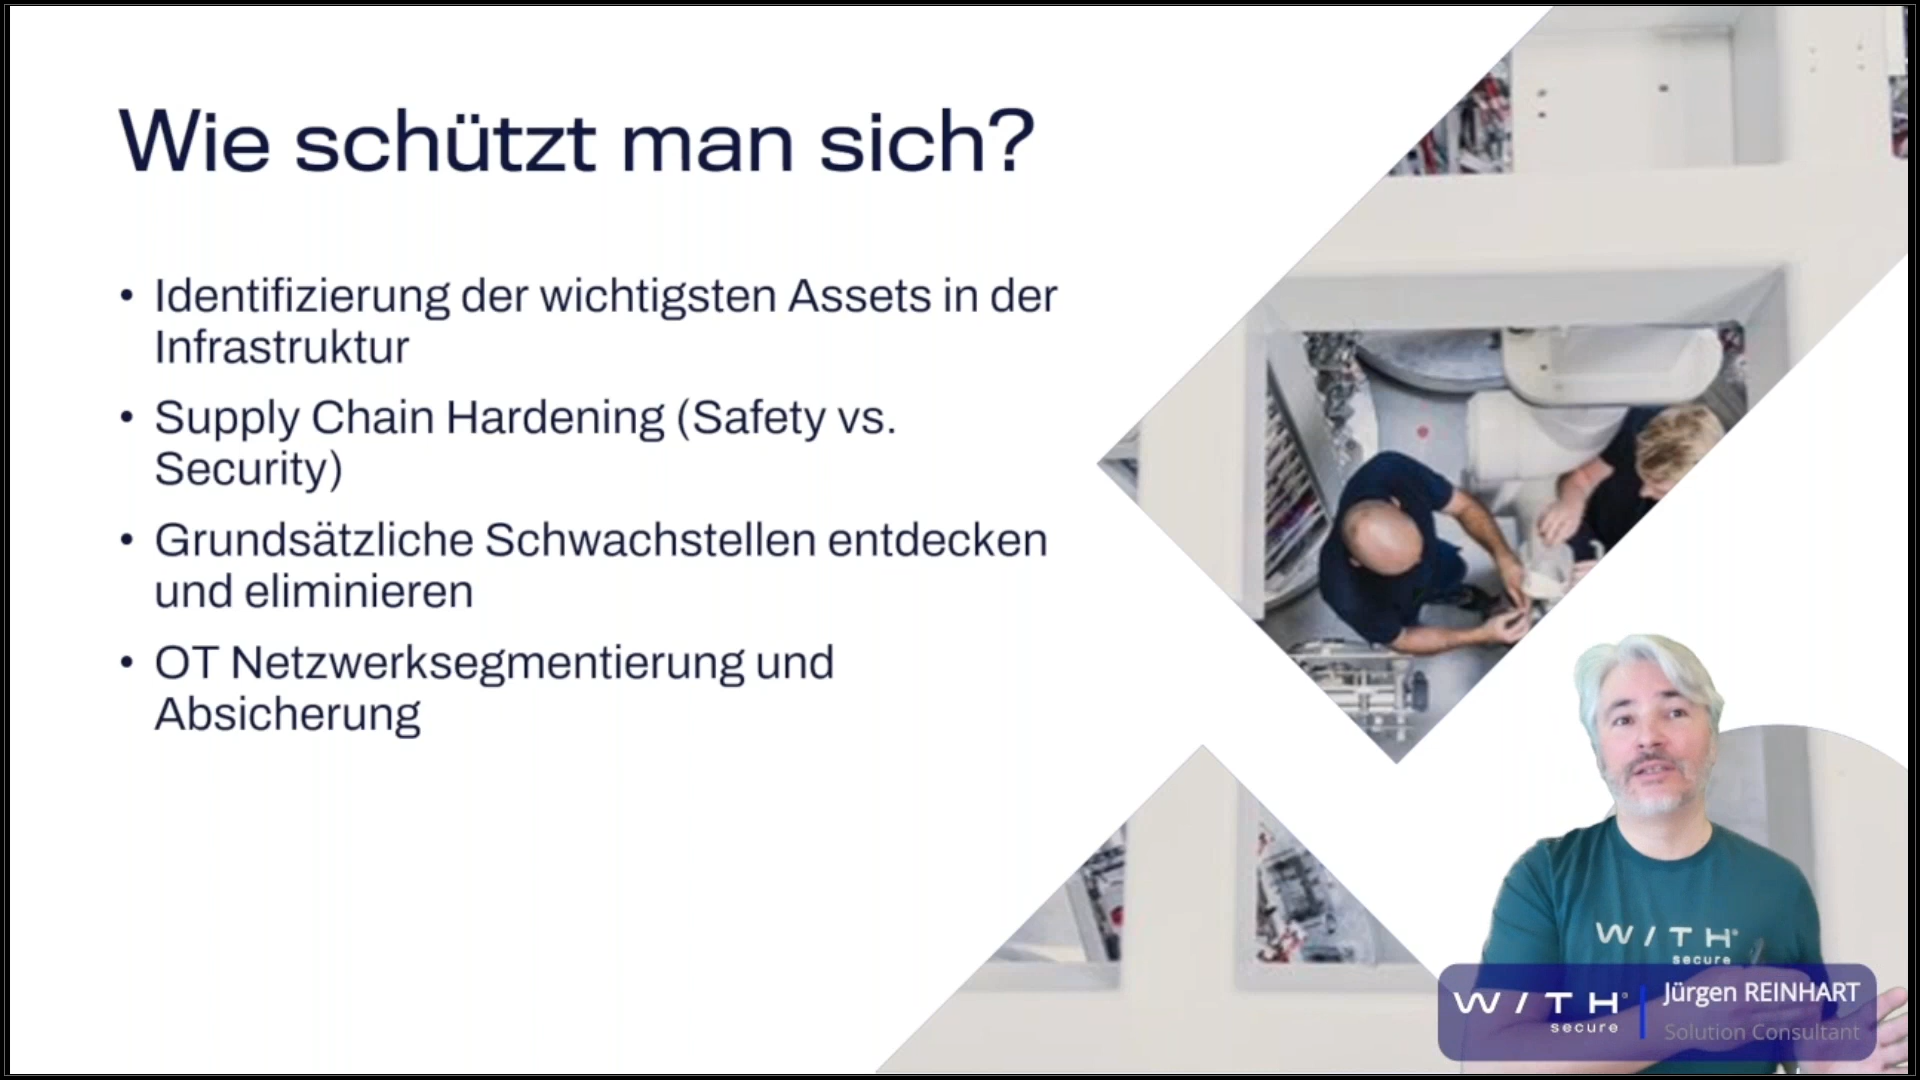 Wie schützt man sich?
• Identifizierung der wichtigsten Assets in der
Infrastruktur
• Supply Chain Hardening (Safety vs.
Security)
• Grundsätzliche Schwachstellen entdecken
und eliminieren
• OT Netzwerksegmentierung und
Absicherung
W/TH®
secure
W/TH®
secure
Jürgen REINHART
Solution Consultant